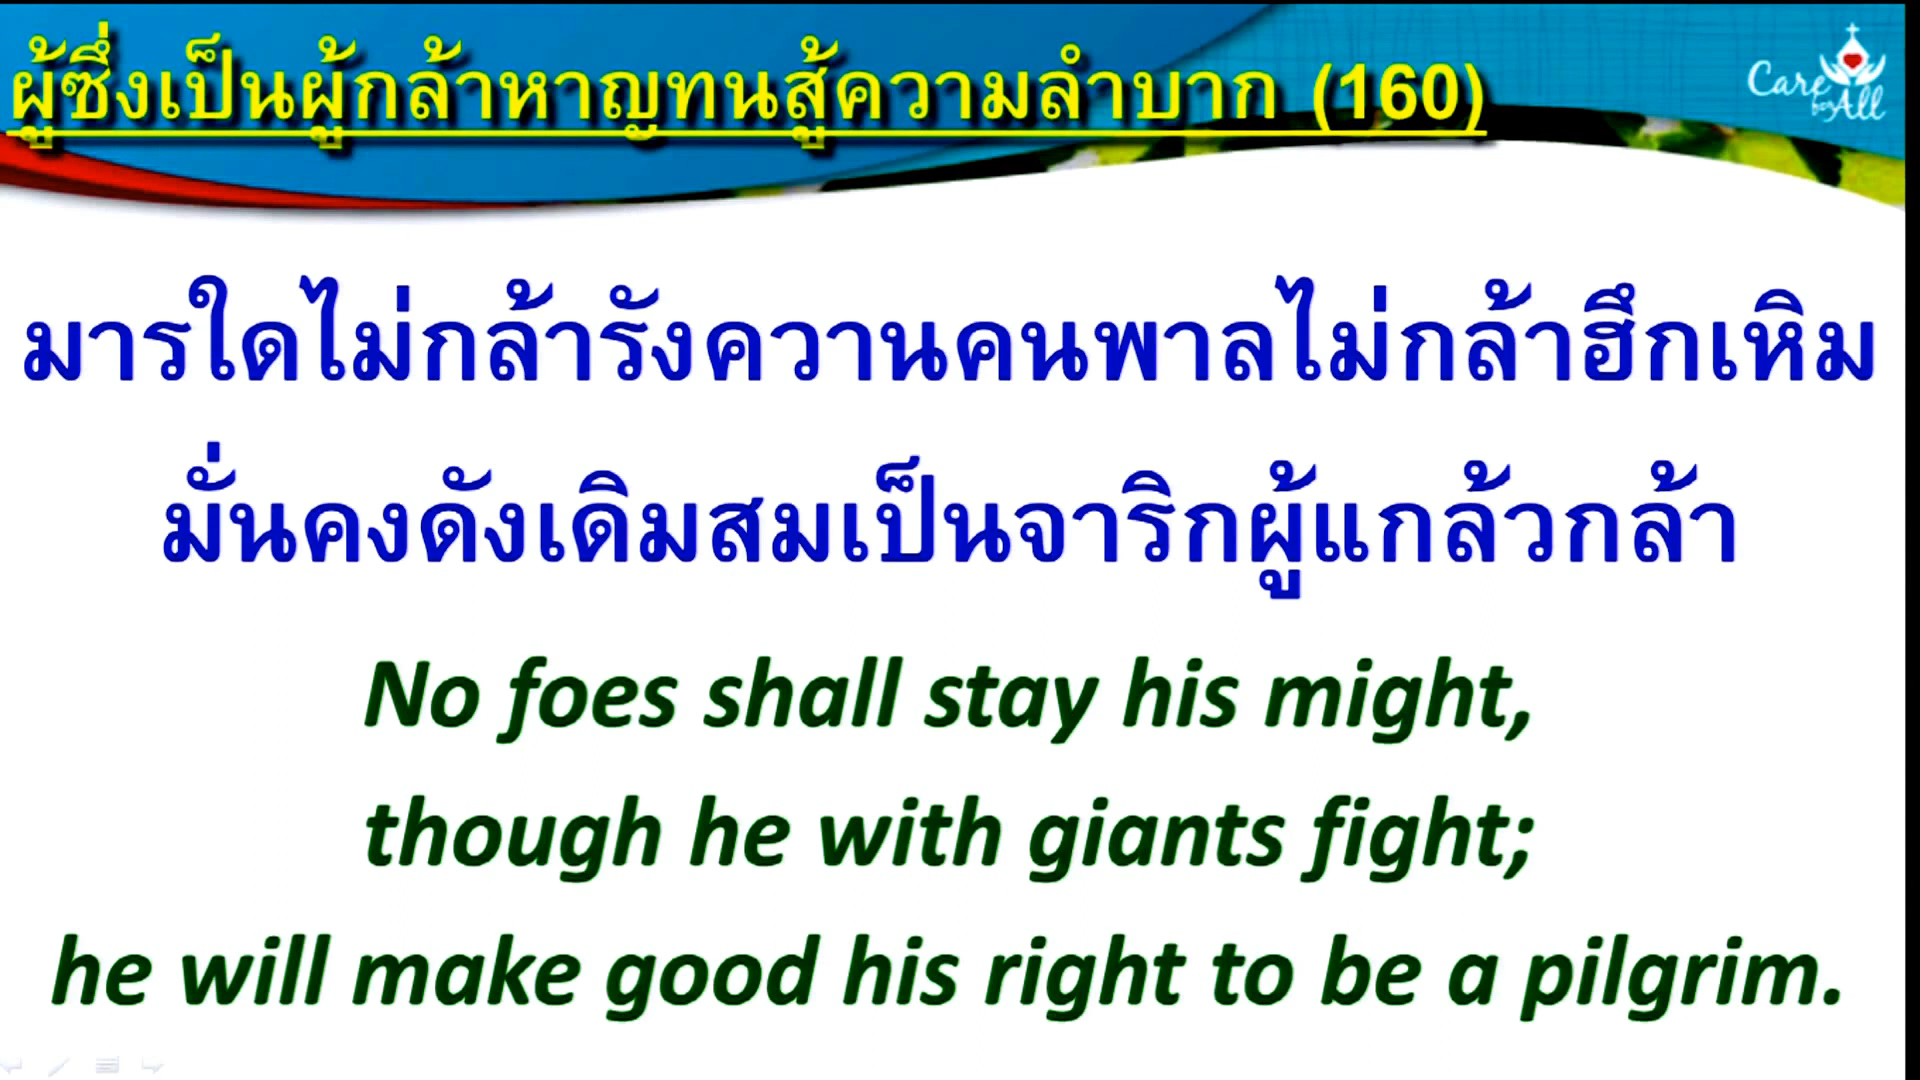 ผู้ซึ่งเป็นผู้กล้าหาญทนสู้ความลำบาก (160)
Care for All
มารใดไม่กล้ารังควานคนพาลไม่กล้าฮึกเหิม
มั่นคงดังเดิมสมเป็นจาริกผู้แกล้วกล้า
No foes shall stay his might,
though he with giants fight;
he will make good his right to be a pilgrim.